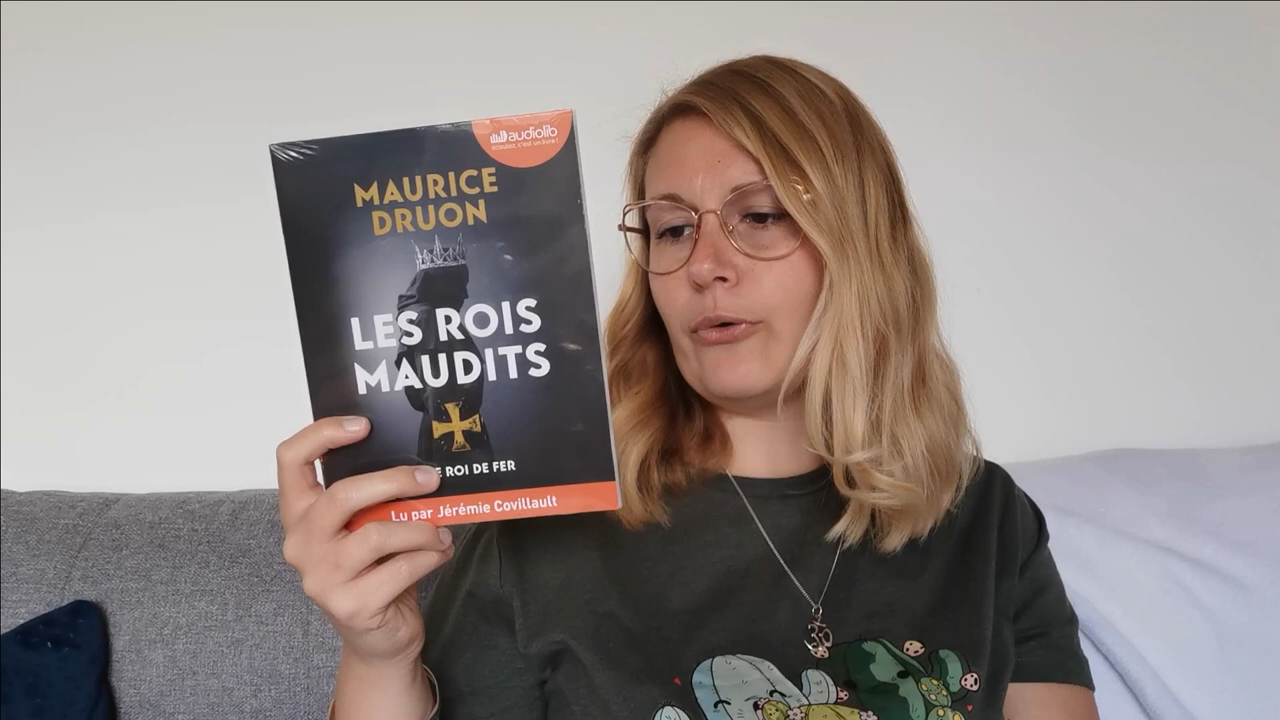 audiolib
écoutez, c'est un livre !
MAURICE
DRUON
LES ROIS
MAUDITS
E ROI DE FER
Lu par Jérémie Covillault